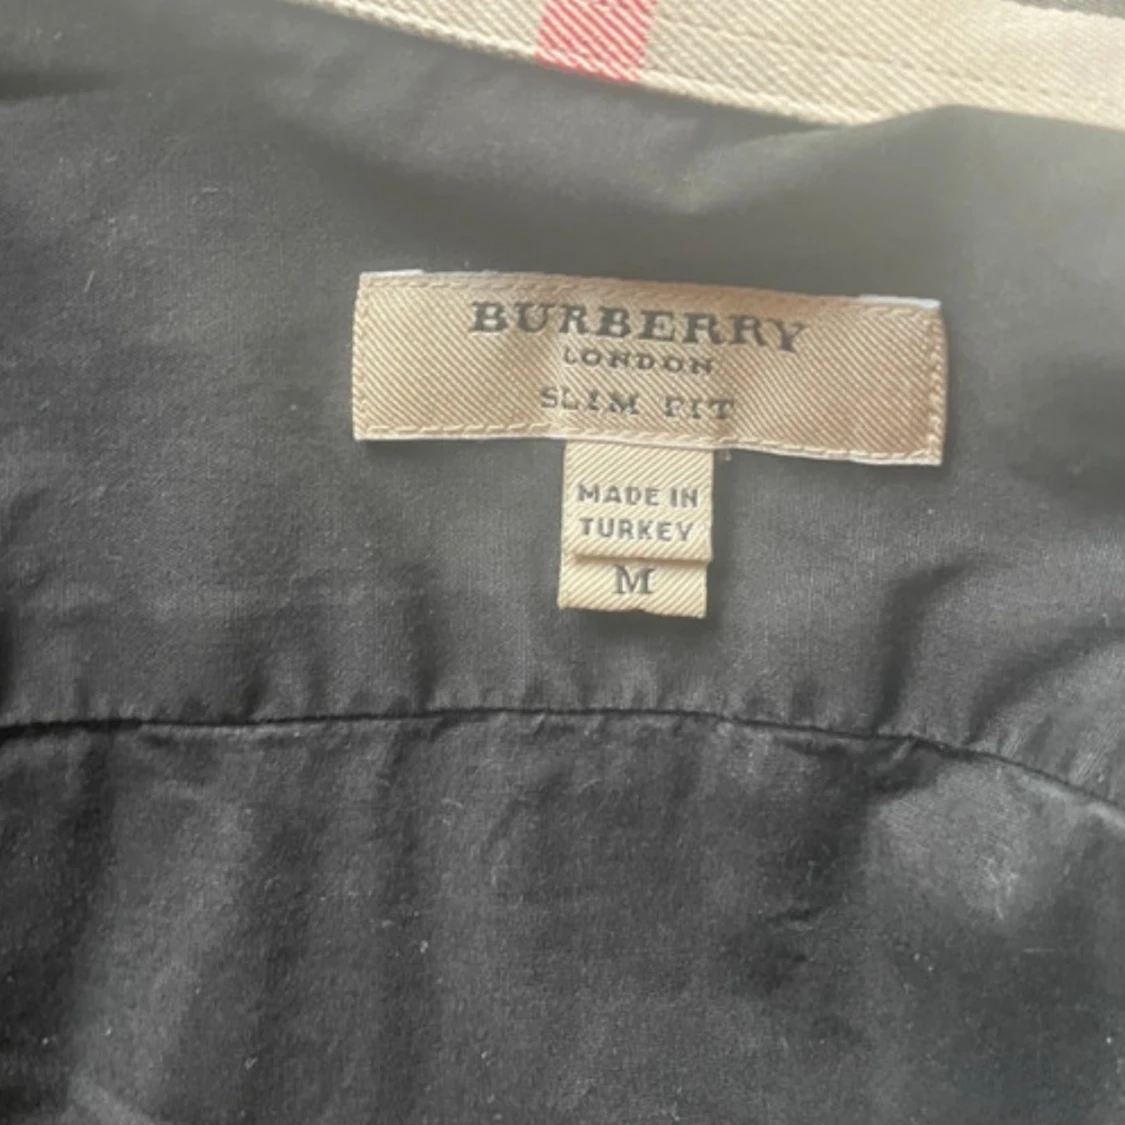 BURBERRY
LONDON
SLIM FIT
MADE IN
TURKEY
M